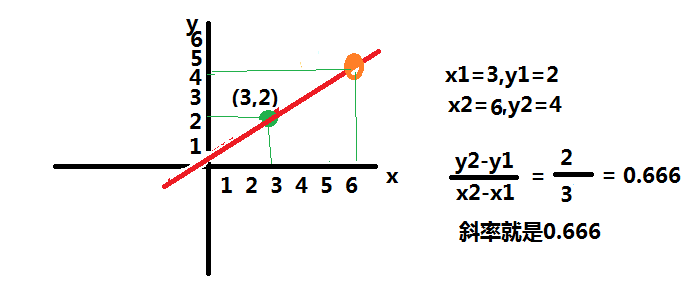 y
6
5
4
3
2
1
(3,2)
1 2 3 4 5 6
x
x1=3,y1=2
x2=6,y2=4
y2-y1
x2-x1
=
2
3
= 0.666
斜率就是0.666